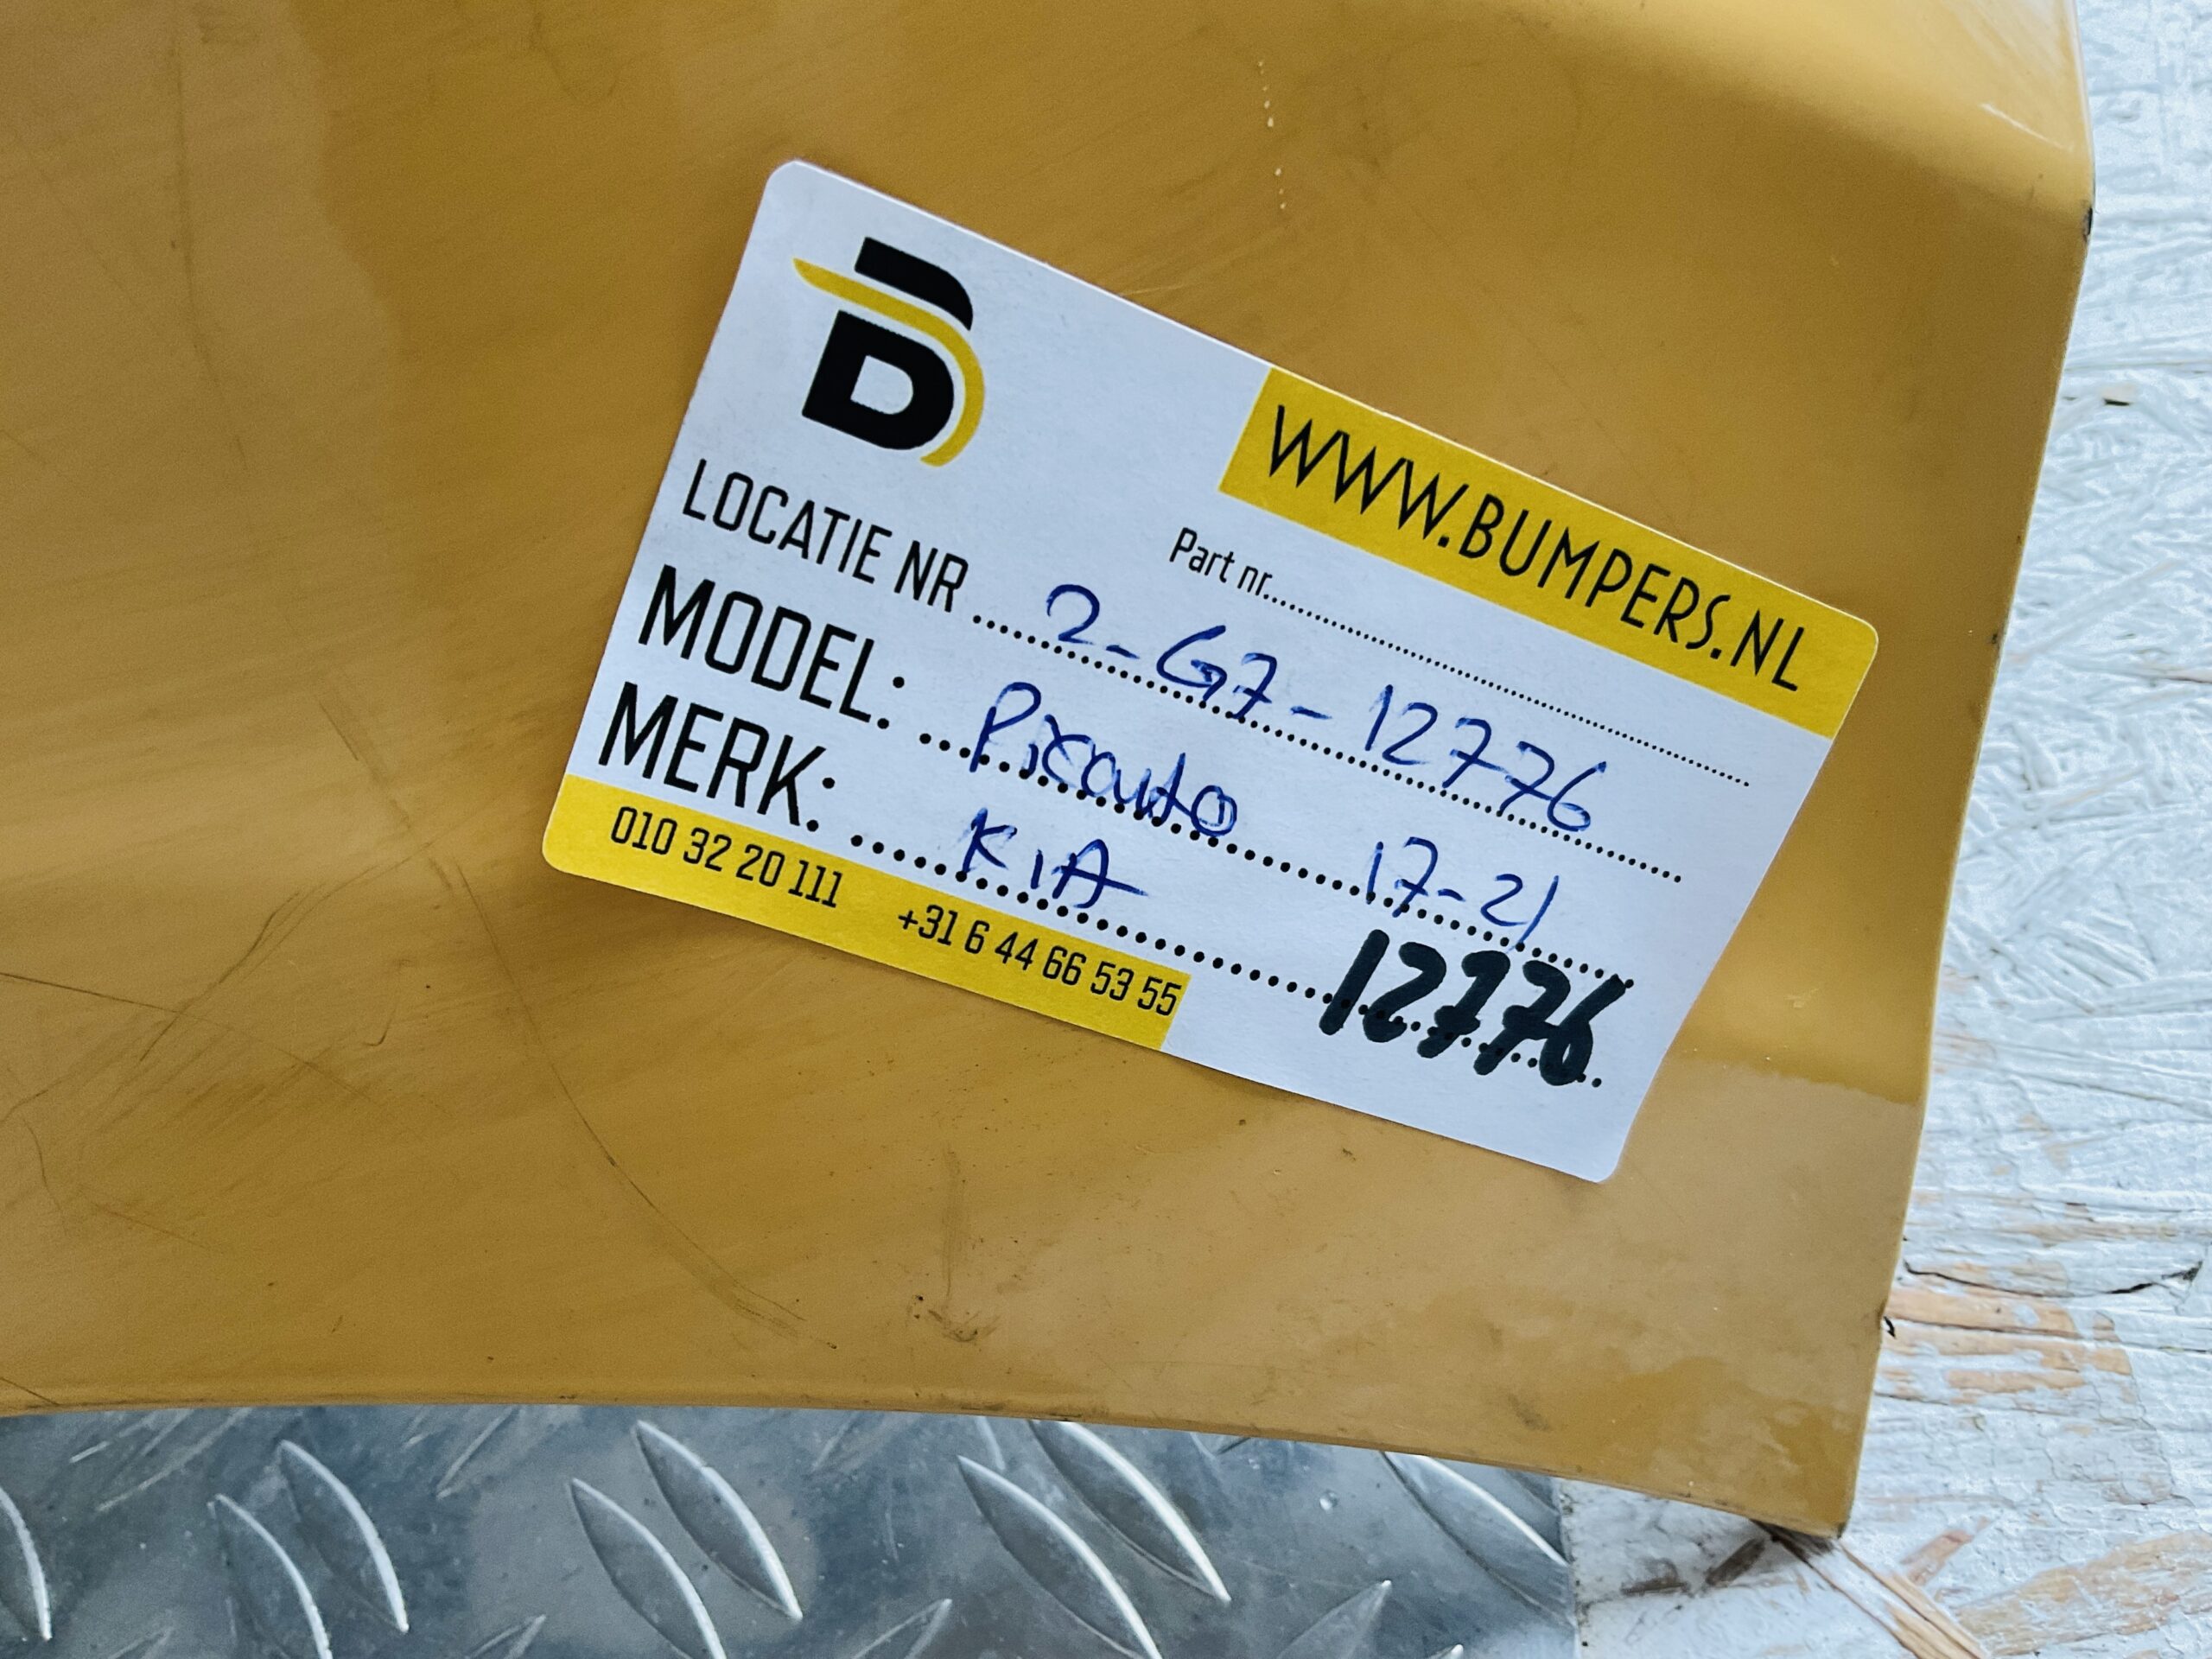 B
WWW.BUMPERS.NL
Part nr.
LOCATIE NR 2-G7-12776
MODEL: Picanto 17-21
MERK: KIA
12776
010 32 20 111 +31 6 44 66 53 55